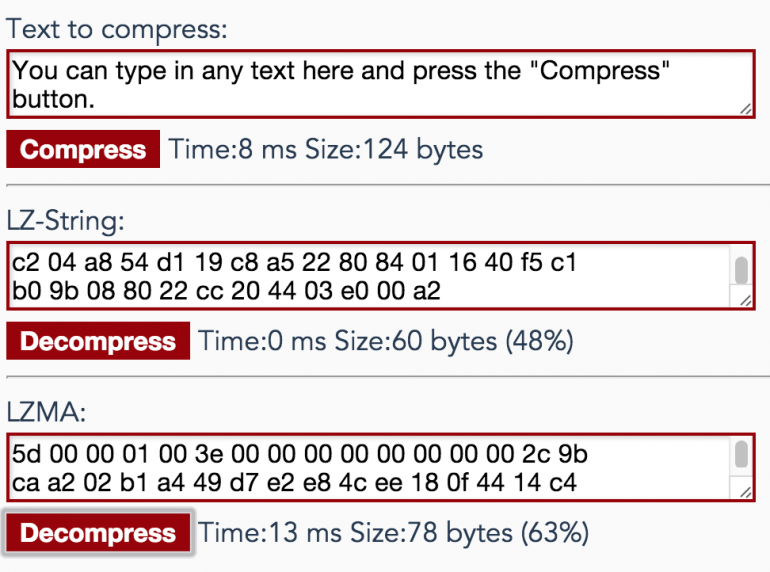 Text to compress:
You can type in any text here and press the "Compress"
button.
Compress Time:8 ms Size:124 bytes
LZ-String:
c2 04 a8 54 d1 19 c8 a5 22 80 84 01 16 40 f5 c1
b0 9b 08 80 22 cc 20 44 03 e0 00 a2
Decompress Time:0 ms Size:60 bytes (48%)
LZMA:
5d 00 00 01 00 3e 00 00 00 00 00 00 00 00 2c 9b
ca a2 02 b1 a4 49 d7 e2 e8 4c ee 18 0f 44 14 c4
Decompress Time:13 ms Size:78 bytes (63%)